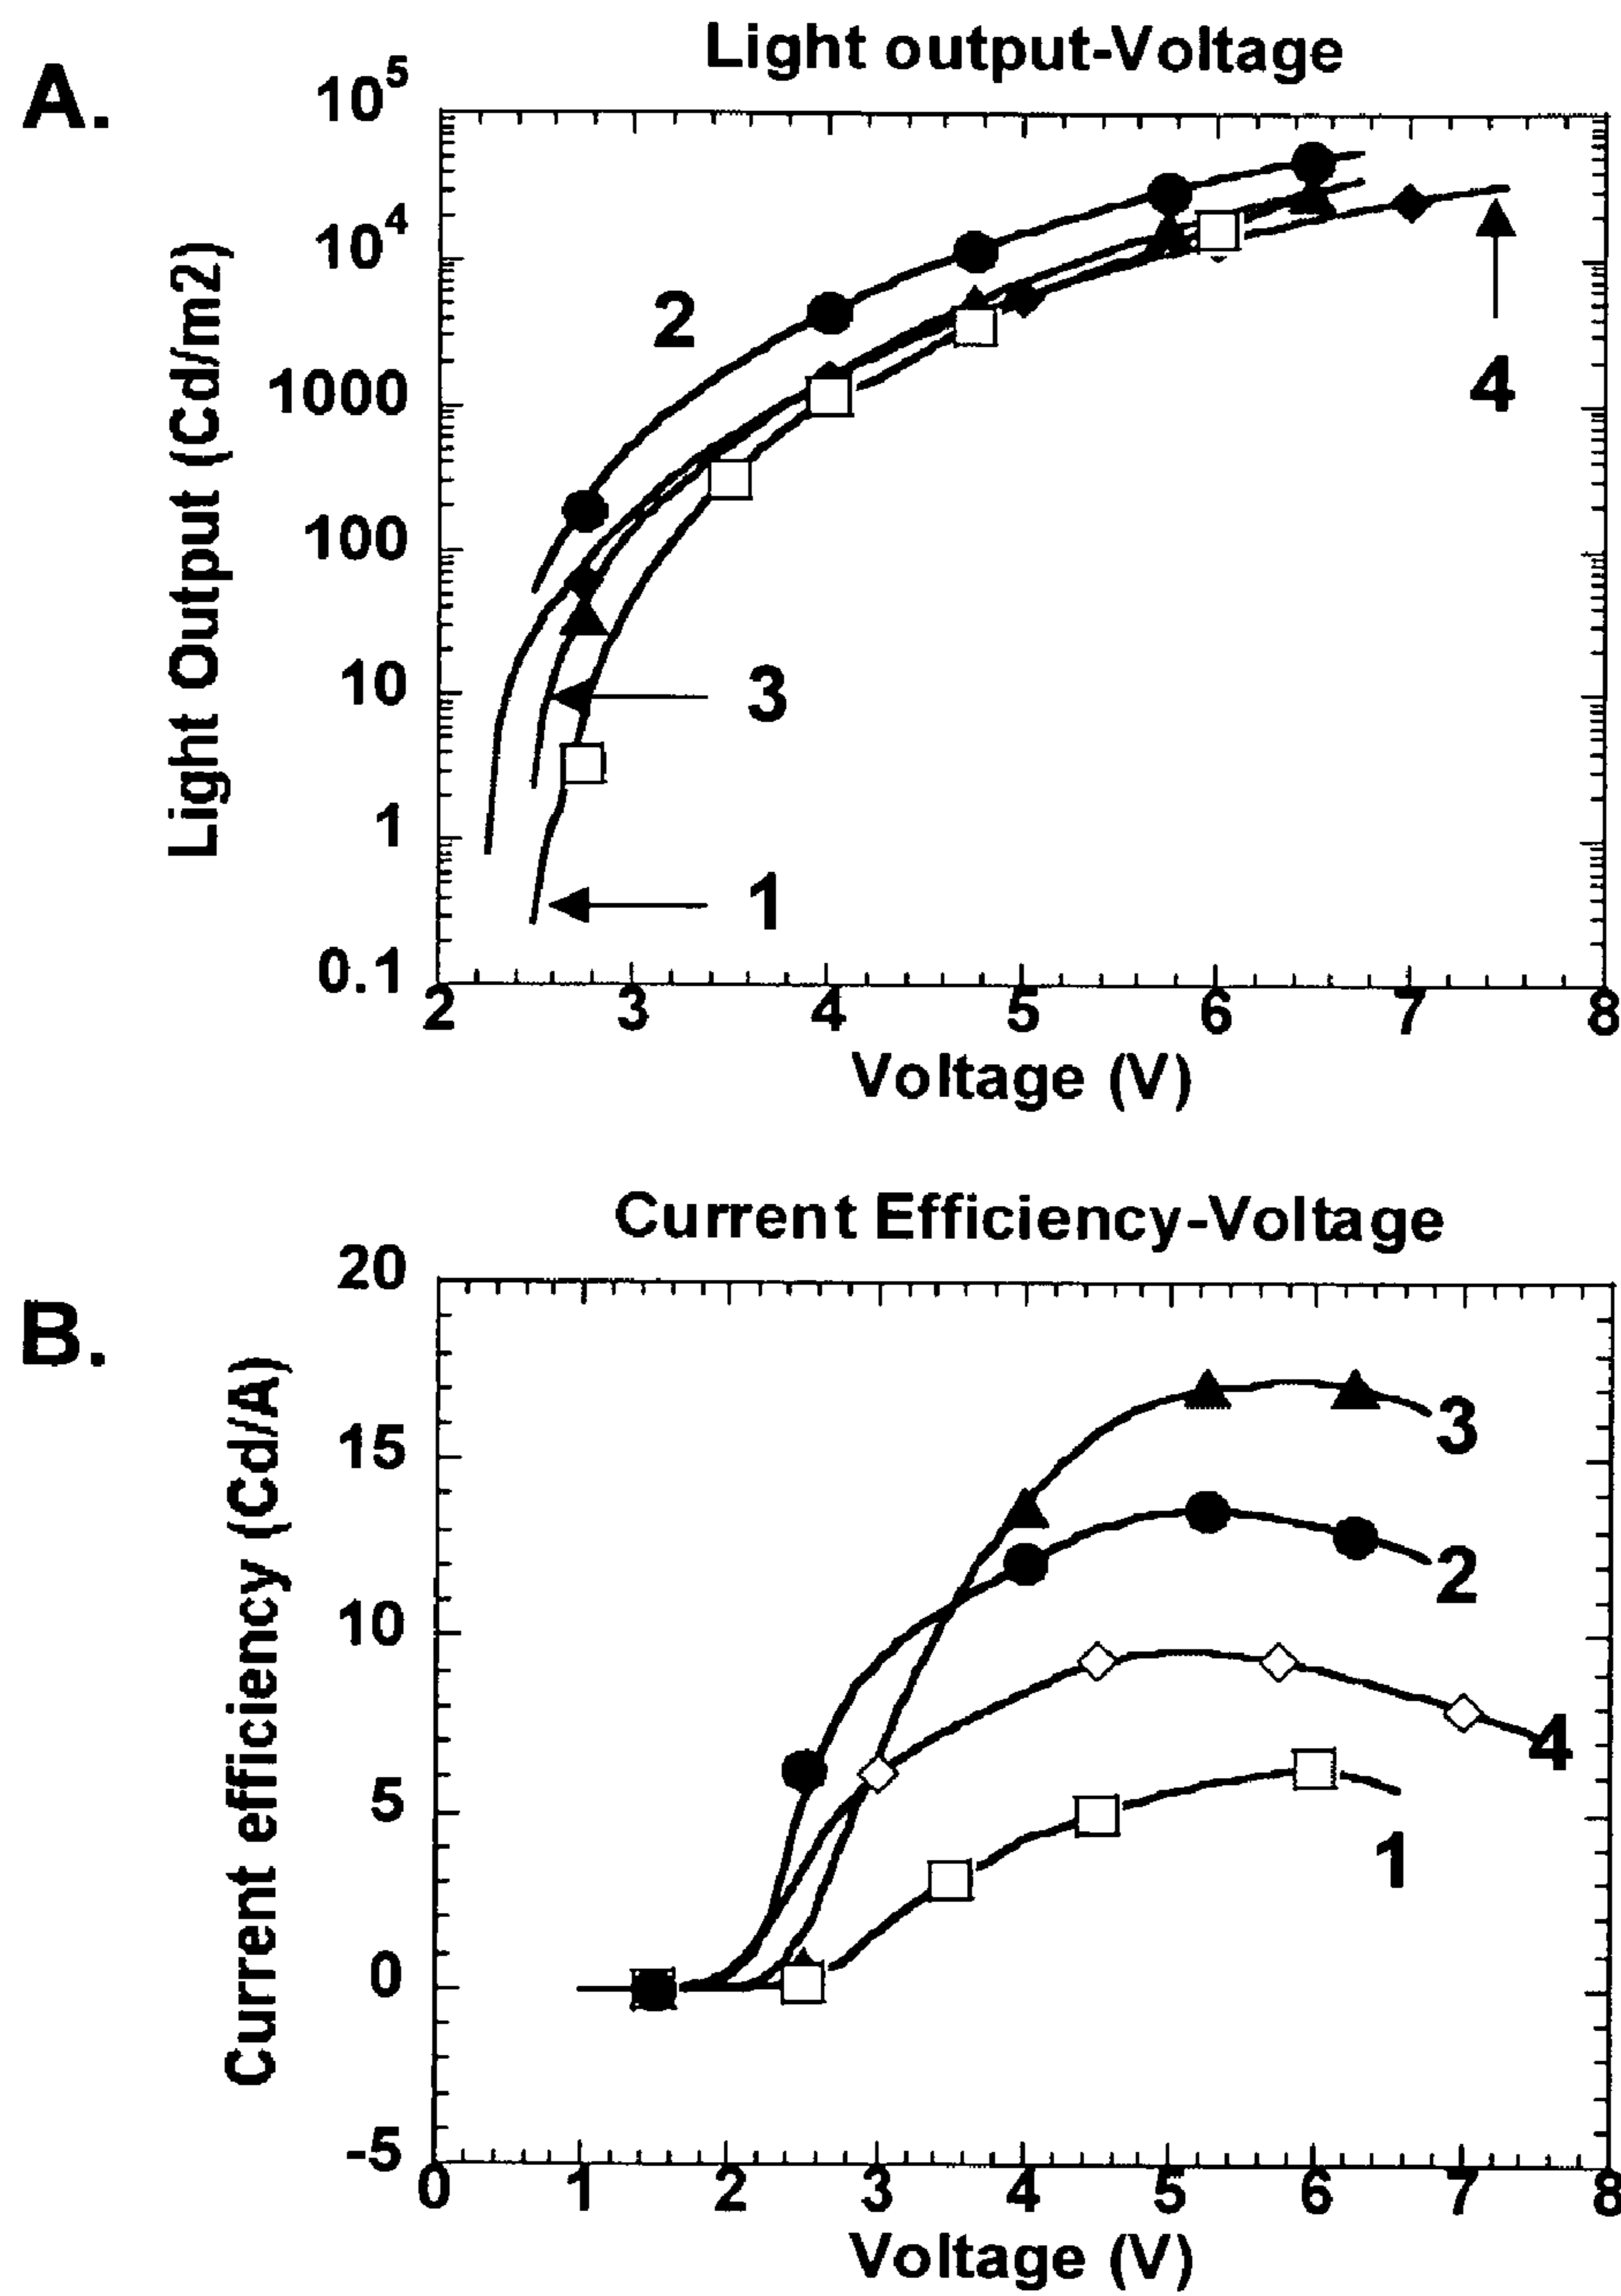 A.
Light output-Voltage
Light Output (Cd/m2)
10^5
10^4
1000
100
10
1
0.1
2
3
4
1
2 3 4 5 6 7 8
Voltage (V)
B.
Current Efficiency-Voltage
Current efficiency (Cd/A)
20
15
10
5
0
-5
3
2
4
1
0 1 2 3 4 5 6 7 8
Voltage (V)